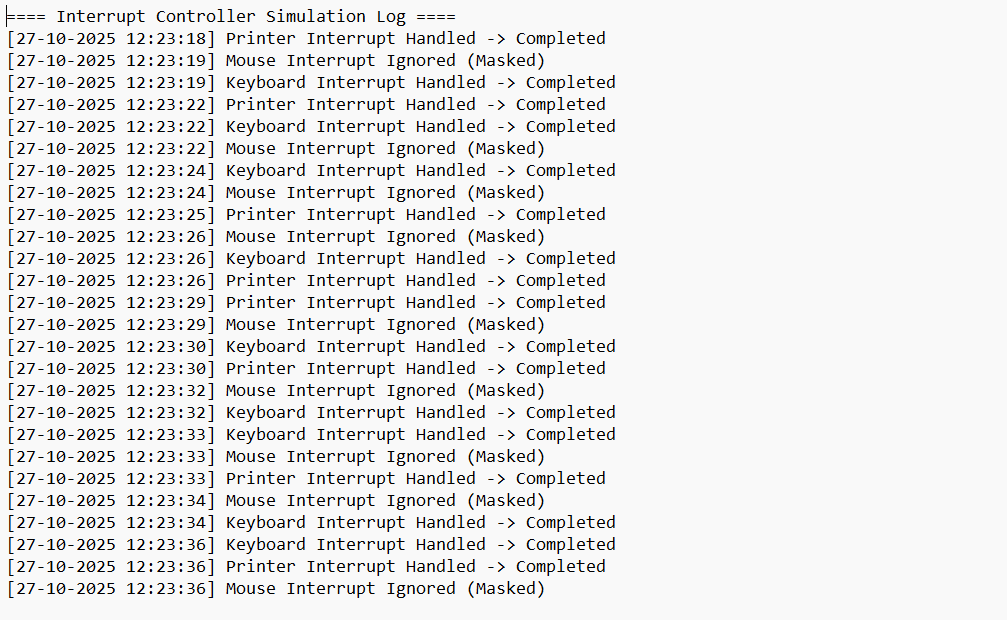 ==== Interrupt Controller Simulation Log ====
[27-10-2025 12:23:18] Printer Interrupt Handled -> Completed
[27-10-2025 12:23:19] Mouse Interrupt Ignored (Masked)
[27-10-2025 12:23:19] Keyboard Interrupt Handled -> Completed
[27-10-2025 12:23:22] Printer Interrupt Handled -> Completed
[27-10-2025 12:23:22] Keyboard Interrupt Handled -> Completed
[27-10-2025 12:23:22] Mouse Interrupt Ignored (Masked)
[27-10-2025 12:23:24] Keyboard Interrupt Handled -> Completed
[27-10-2025 12:23:24] Mouse Interrupt Ignored (Masked)
[27-10-2025 12:23:25] Printer Interrupt Handled -> Completed
[27-10-2025 12:23:26] Mouse Interrupt Ignored (Masked)
[27-10-2025 12:23:26] Keyboard Interrupt Handled -> Completed
[27-10-2025 12:23:26] Printer Interrupt Handled -> Completed
[27-10-2025 12:23:29] Printer Interrupt Handled -> Completed
[27-10-2025 12:23:29] Mouse Interrupt Ignored (Masked)
[27-10-2025 12:23:30] Keyboard Interrupt Handled -> Completed
[27-10-2025 12:23:30] Printer Interrupt Handled -> Completed
[27-10-2025 12:23:32] Mouse Interrupt Ignored (Masked)
[27-10-2025 12:23:32] Keyboard Interrupt Handled -> Completed
[27-10-2025 12:23:33] Keyboard Interrupt Handled -> Completed
[27-10-2025 12:23:33] Mouse Interrupt Ignored (Masked)
[27-10-2025 12:23:33] Printer Interrupt Handled -> Completed
[27-10-2025 12:23:34] Mouse Interrupt Ignored (Masked)
[27-10-2025 12:23:34] Keyboard Interrupt Handled -> Completed
[27-10-2025 12:23:36] Keyboard Interrupt Handled -> Completed
[27-10-2025 12:23:36] Printer Interrupt Handled -> Completed
[27-10-2025 12:23:36] Mouse Interrupt Ignored (Masked)